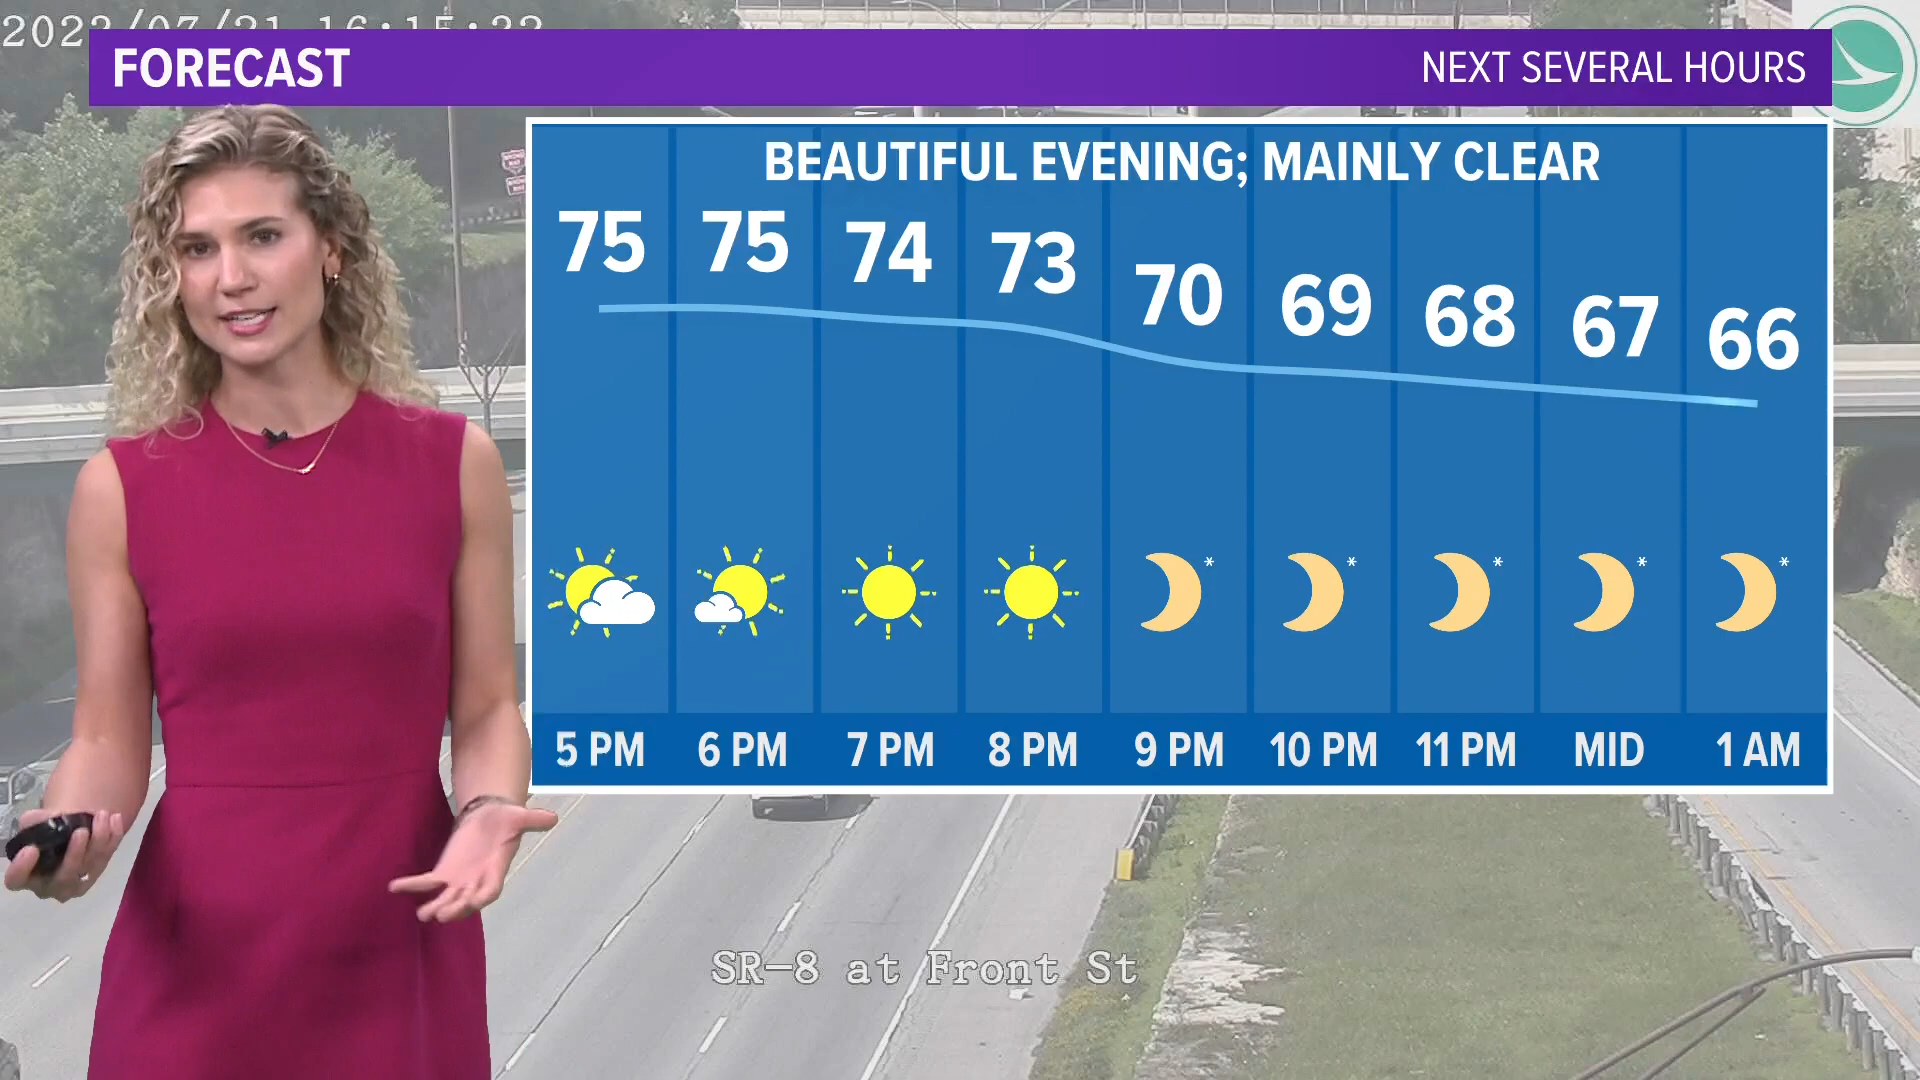 FORECAST
NEXT SEVERAL HOURS
BEAUTIFUL EVENING; MAINLY CLEAR
75 75 74 73 70 69 68 67 66
5 PM 6 PM 7 PM 8 PM 9 PM 10 PM 11 PM MID 1 AM
SR-8 at Front St